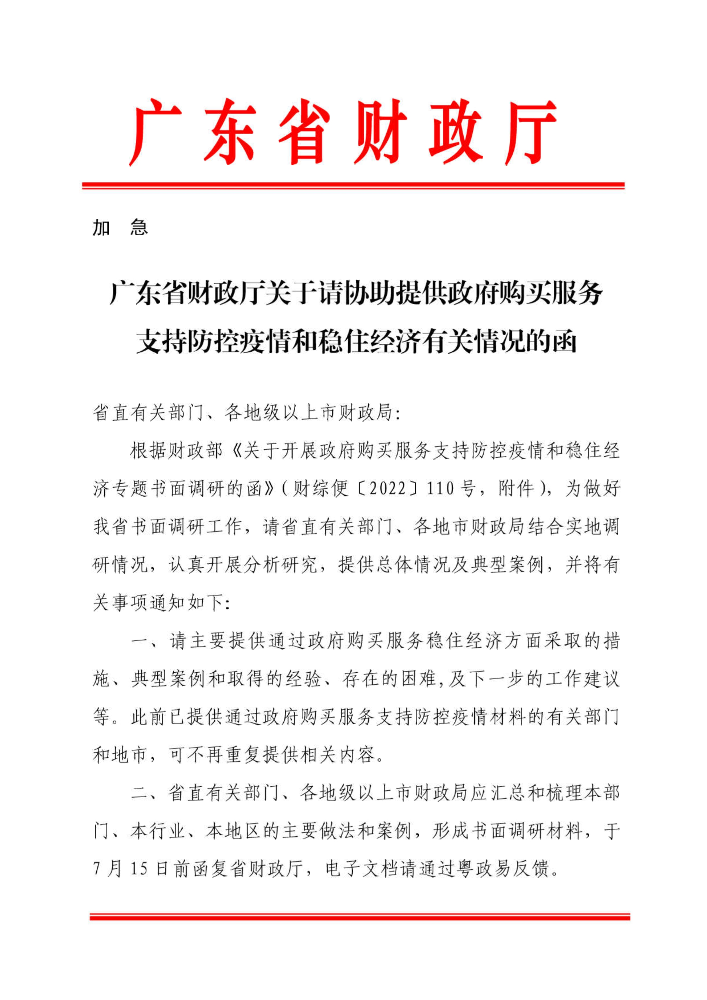 广东省财政厅
加 急
广东省财政厅关于请协助提供政府购买服务
支持防控疫情和稳住经济有关情况的函
省直有关部门、各地级以上市财政局：
根据财政部《关于开展政府购买服务支持防控疫情和稳住经
济专题书面调研的函》（财综便〔2022〕110号，附件），为做好
我省书面调研工作，请省直有关部门、各地市财政局结合实地调
研情况，认真开展分析研究，提供总体情况及典型案例，并将有
关事项通知如下：
一、请主要提供通过政府购买服务稳住经济方面采取的措
施、典型案例和取得的经验、存在的困难,及下一步的工作建议
等。此前已提供通过政府购买服务支持防控疫情材料的有关部门
和地市，可不再重复提供相关内容。
二、省直有关部门、各地级以上市财政局应汇总和梳理本部
门、本行业、本地区的主要做法和案例，形成书面调研材料，于
7月15日前函复省财政厅，电子文档请通过粤政易反馈。